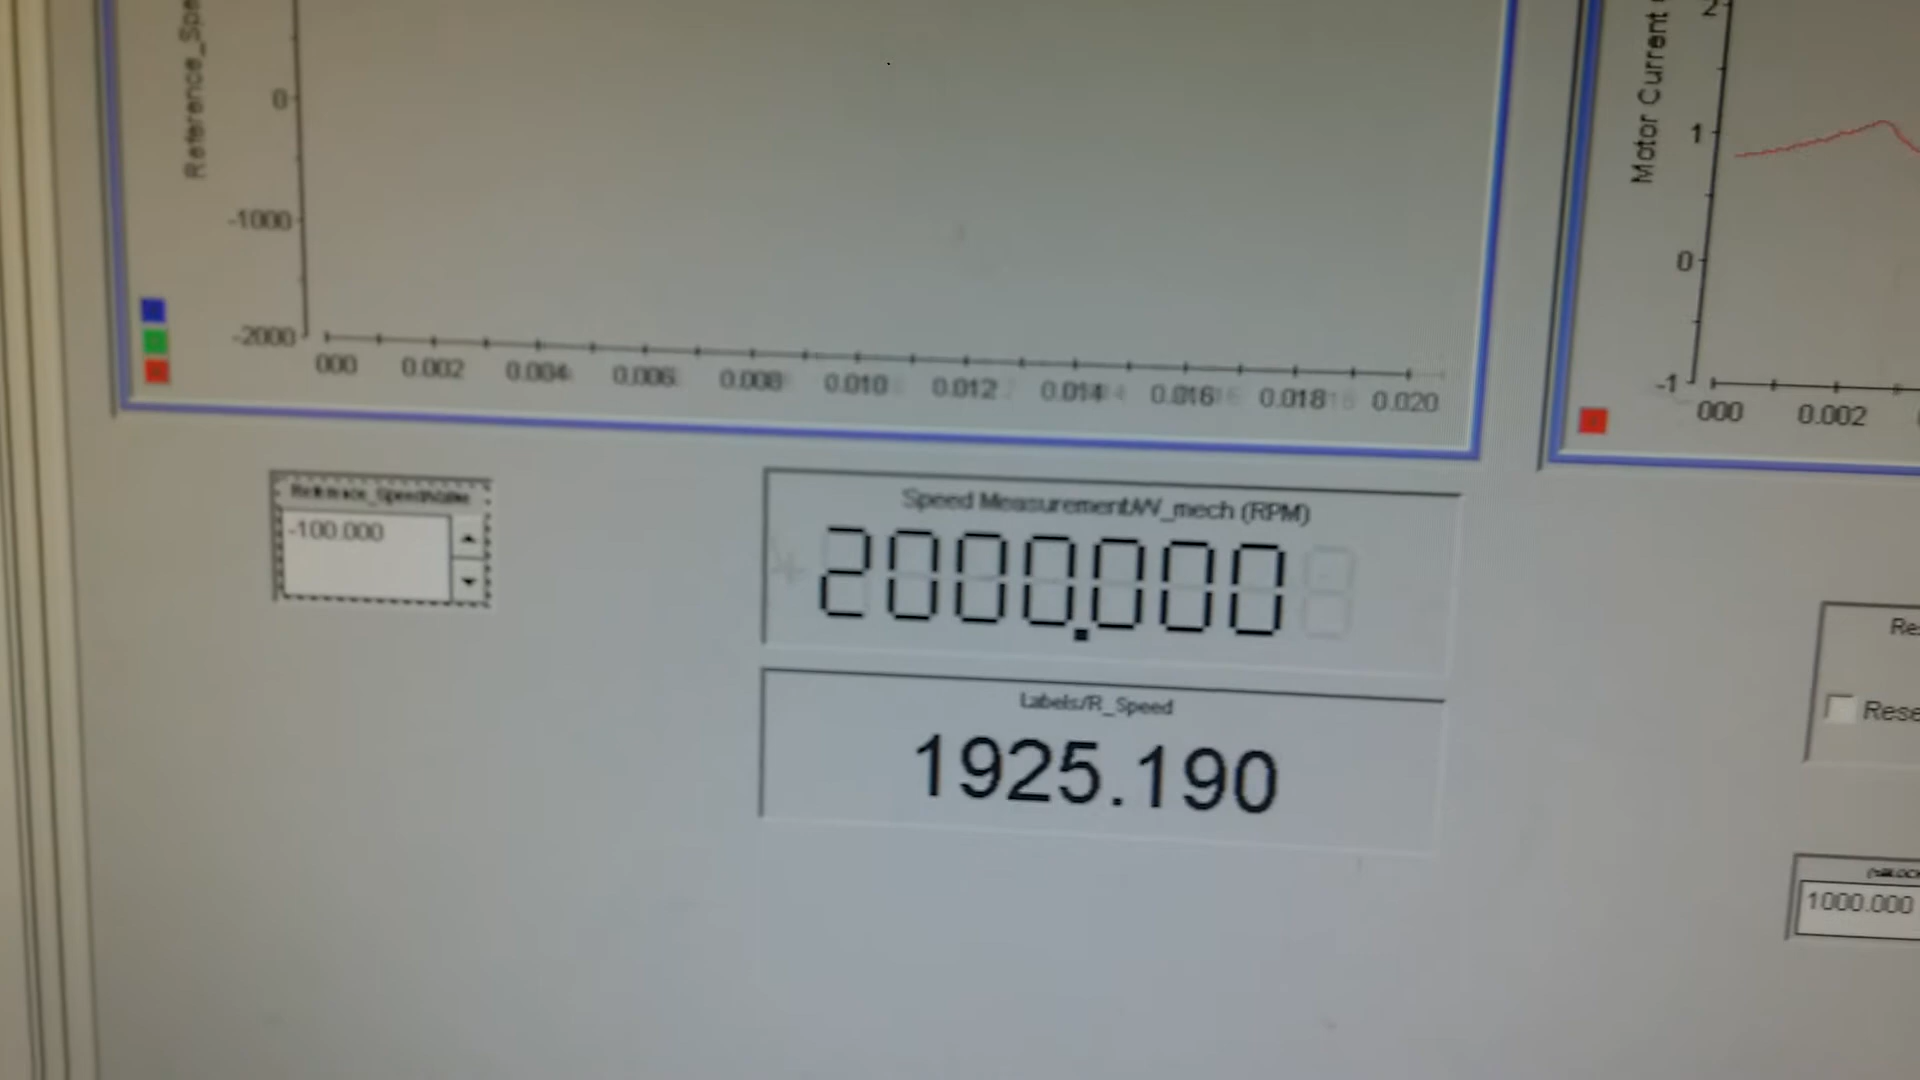 Reference_Spe
0
-1000
-2000
000 0.002 0.004 0.006 0.008 0.010 0.012 0.014 0.016 0.018 0.020
Motor Current
2
1
0
-1
000 0.002
-100.000
Speed Measurement/W_mech (RPM)
2000.000
Labels/R_Speed
1925.190
Res
Rese
1000.000